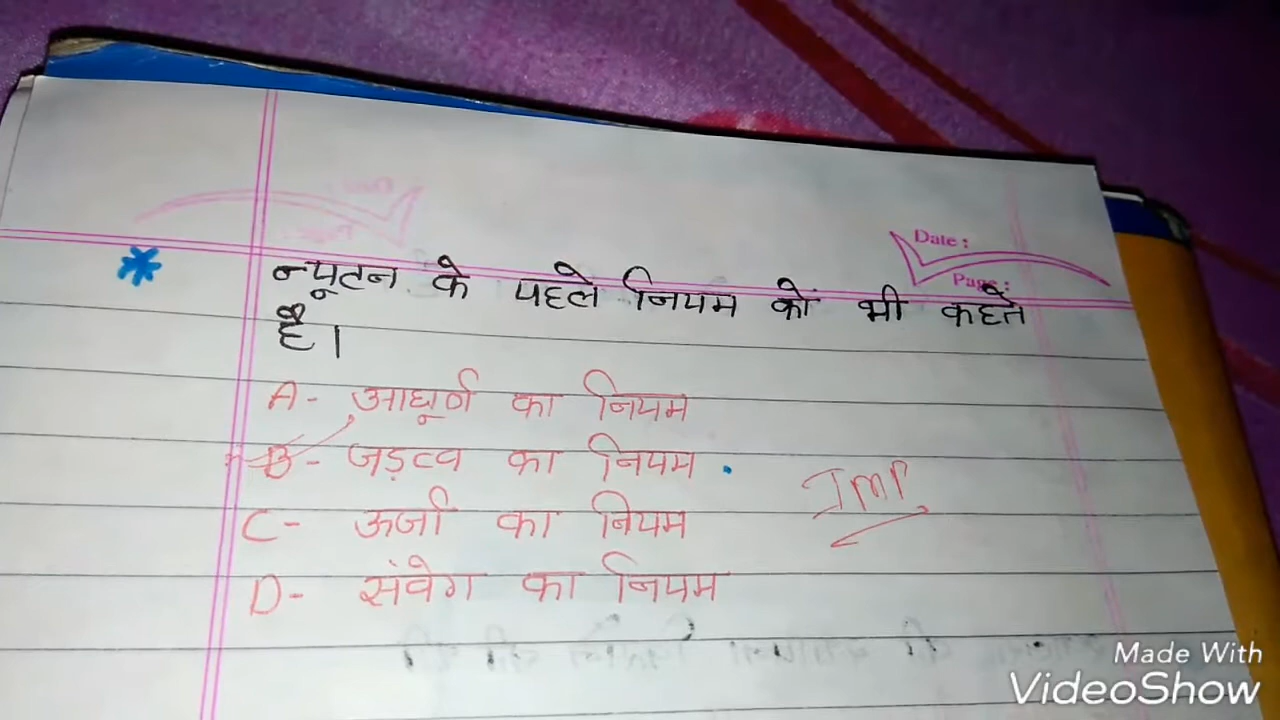 Date :
Page :
न्यूटन के पहले नियम को भी कहते
है।
A- आघूर्ण का नियम
B- जड़त्व का नियम .
IMP.
C- ऊर्जा का नियम
D- संवेग का नियम
Made With
VideoShow